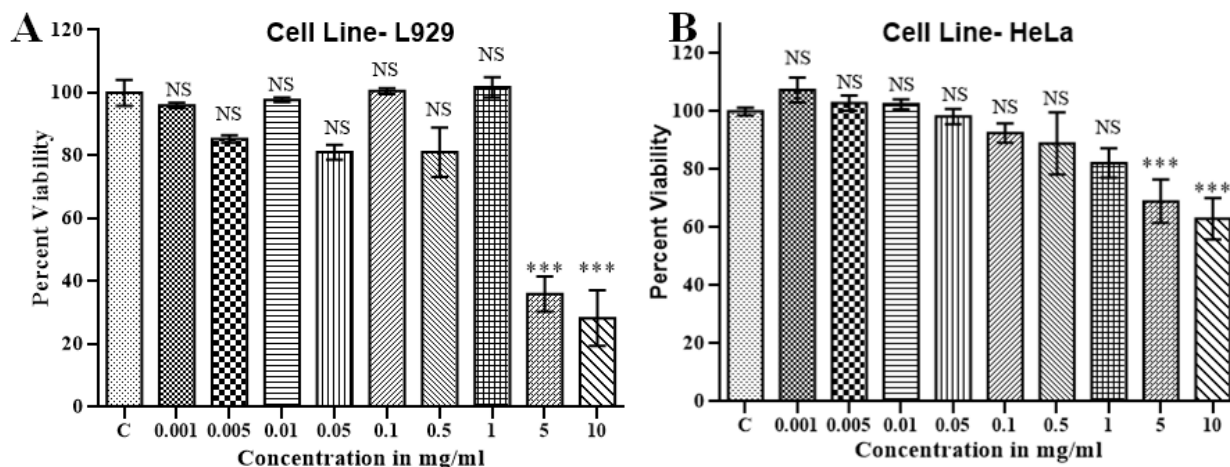 A
Cell Line- L929
120
100
80
60
40
20
0
Percent Viability
NS NS NS NS NS NS NS *** ***
C 0.001 0.005 0.01 0.05 0.1 0.5 1 5 10
Concentration in mg/ml
B
Cell Line- HeLa
120
100
80
60
40
20
0
Percent Viability
NS NS NS NS NS NS NS *** ***
C 0.001 0.005 0.01 0.05 0.1 0.5 1 5 10
Concentration in mg/ml